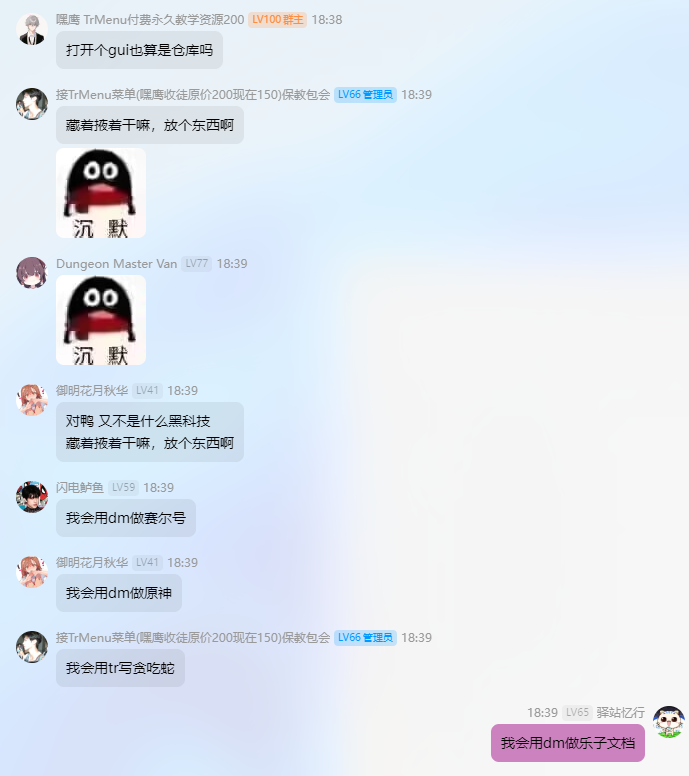 嘿鹰 TrMenu付费永久教学资源200 LV100 群主 18:38
打开个gui也算是仓库吗
接TrMenu菜单(嘿鹰收徒原价200现在150)保教包会 LV66 管理员 18:39
藏着掖着干嘛，放个东西啊
沉 默
Dungeon Master Van LV77 18:39
沉 默
御明花月秋华 LV41 18:39
对鸭 又不是什么黑科技
藏着掖着干嘛，放个东西啊
闪电鲈鱼 LV59 18:39
我会用dm做赛尔号
御明花月秋华 LV41 18:39
我会用dm做原神
接TrMenu菜单(嘿鹰收徒原价200现在150)保教包会 LV66 管理员 18:39
我会用tr写贪吃蛇
18:39 LV65 驿站忆行
我会用dm做乐子文档